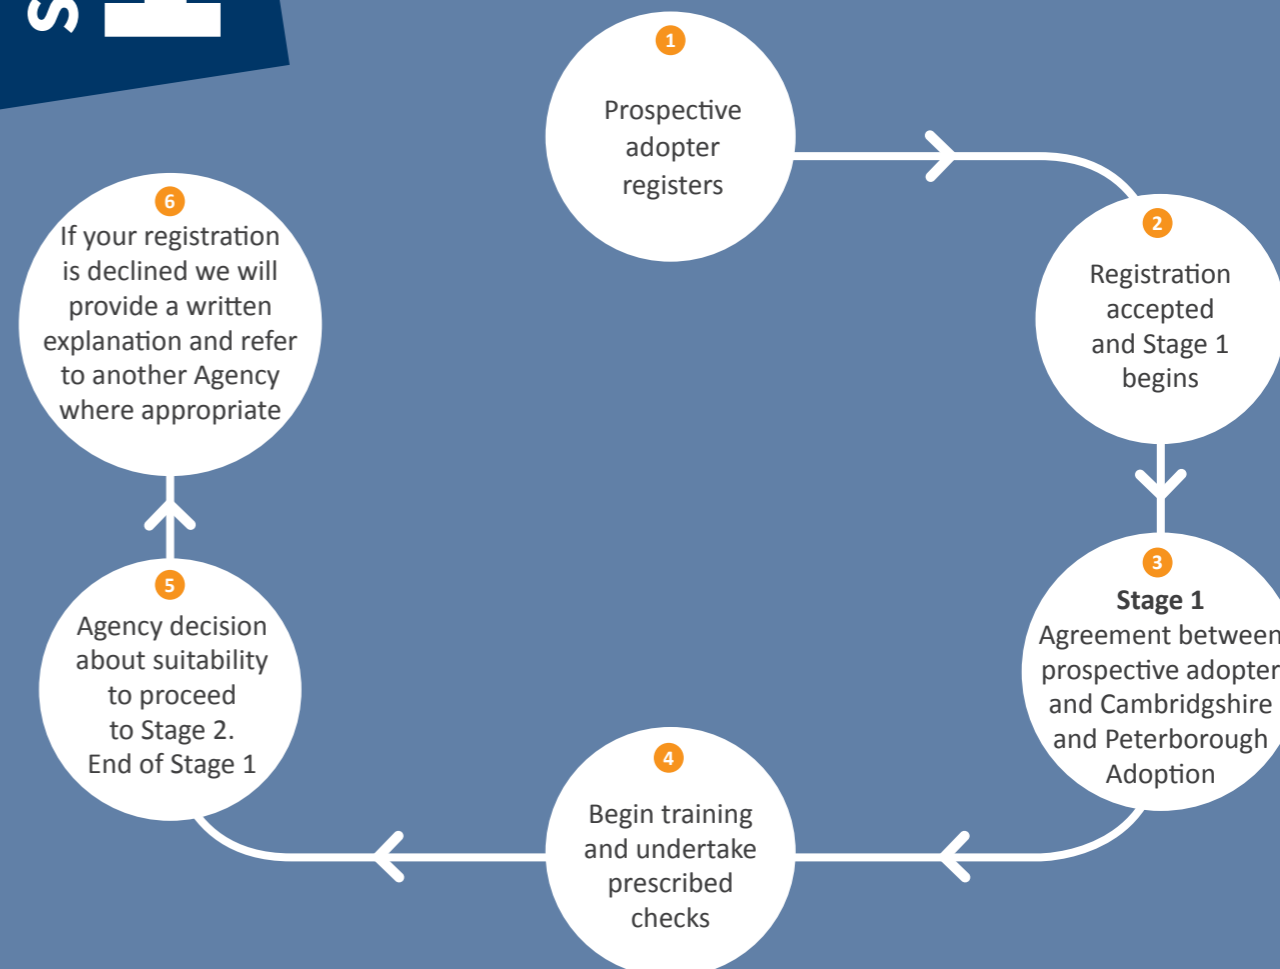 1
Prospective
adopter
registers
2
Registration
accepted
and Stage 1
begins
3
Stage 1
Agreement between
prospective adopter
and Cambridgshire
and Peterborough
Adoption
4
Begin training
and undertake
prescribed
checks
5
Agency decision
about suitability
to proceed
to Stage 2.
End of Stage 1
6
If your registration
is declined we will
provide a written
explanation and refer
to another Agency
where appropriate